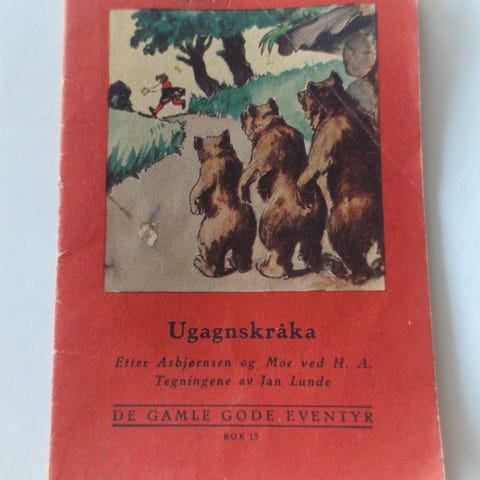 Ugagnskråka
Etter Asbjørnsen og Moe ved H. A.
Tegningene av Jan Lunde
DE GAMLE GODE EVENTYR
BOK 15